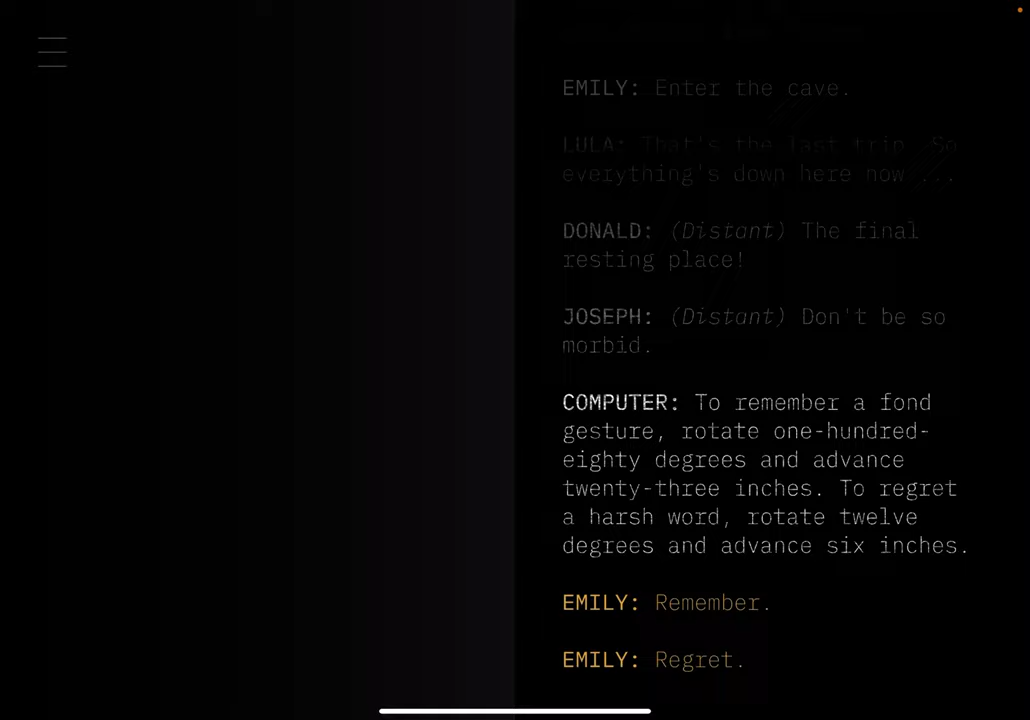 EMILY: Enter the cave.
LULA: That's the last trip. So
everything's down here now ...
DONALD: (Distant) The final
resting place!
JOSEPH: (Distant) Don't be so
morbid.
COMPUTER: To remember a fond
gesture, rotate one-hundred-
eighty degrees and advance
twenty-three inches. To regret
a harsh word, rotate twelve
degrees and advance six inches.
EMILY: Remember.
EMILY: Regret.